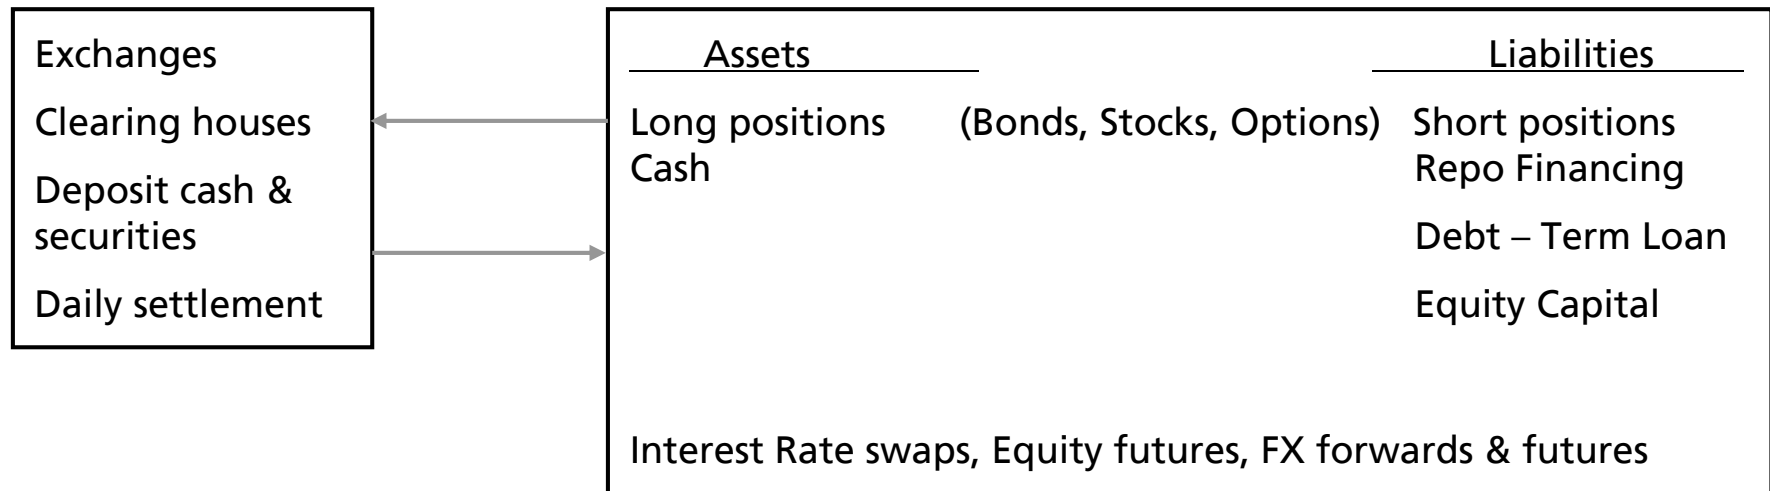 Exchanges
Clearing houses
Deposit cash &
securities
Daily settlement
Assets Liabilities
Long positions (Bonds, Stocks, Options) Short positions
Cash Repo Financing
Debt – Term Loan
Equity Capital
Interest Rate swaps, Equity futures, FX forwards & futures